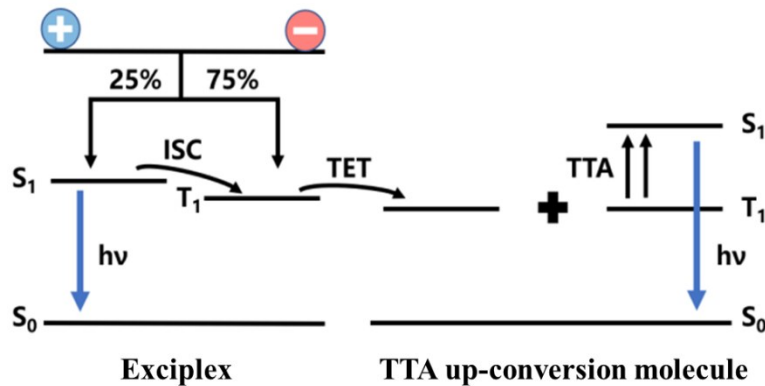 + −
25% 75%
S₁
ISC
TET
TTA
S₁
T₁
+
T₁
hν
hν
S₀
S₀
Exciplex TTA up-conversion molecule